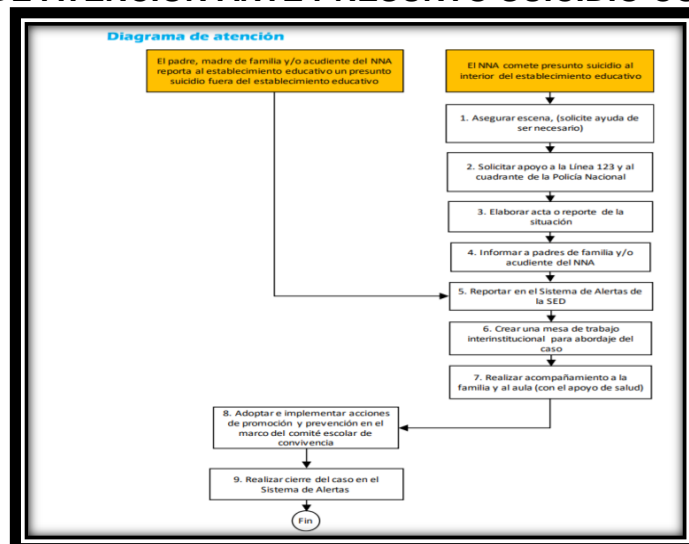 DE ATENCIÓN ANTE PRESUNTO SUICIDIO
Diagrama de atención
El padre, madre de familia y/o acudiente del NNA
reporta al establecimiento educativo un presunto
suicidio fuera del establecimiento educativo
El NNA comete presunto suicidio al
interior del establecimiento educativo
1. Asegurar escena, (solicite ayuda de
ser necesario)
2. Solicitar apoyo a la Línea 123 y al
cuadrante de la Policía Nacional
3. Elaborar acta o reporte de la
situación
4. Informar a padres de familia y/o
acudiente del NNA
5. Reportar en el Sistema de Alertas de
la SED
6. Crear una mesa de trabajo
interinstitucional para abordaje del
caso
7. Realizar acompañamiento a la
familia y al aula (con el apoyo de salud)
8. Adoptar e implementar acciones
de promoción y prevención en el
marco del comité escolar de
convivencia
9. Realizar cierre del caso en el
Sistema de Alertas
Fin